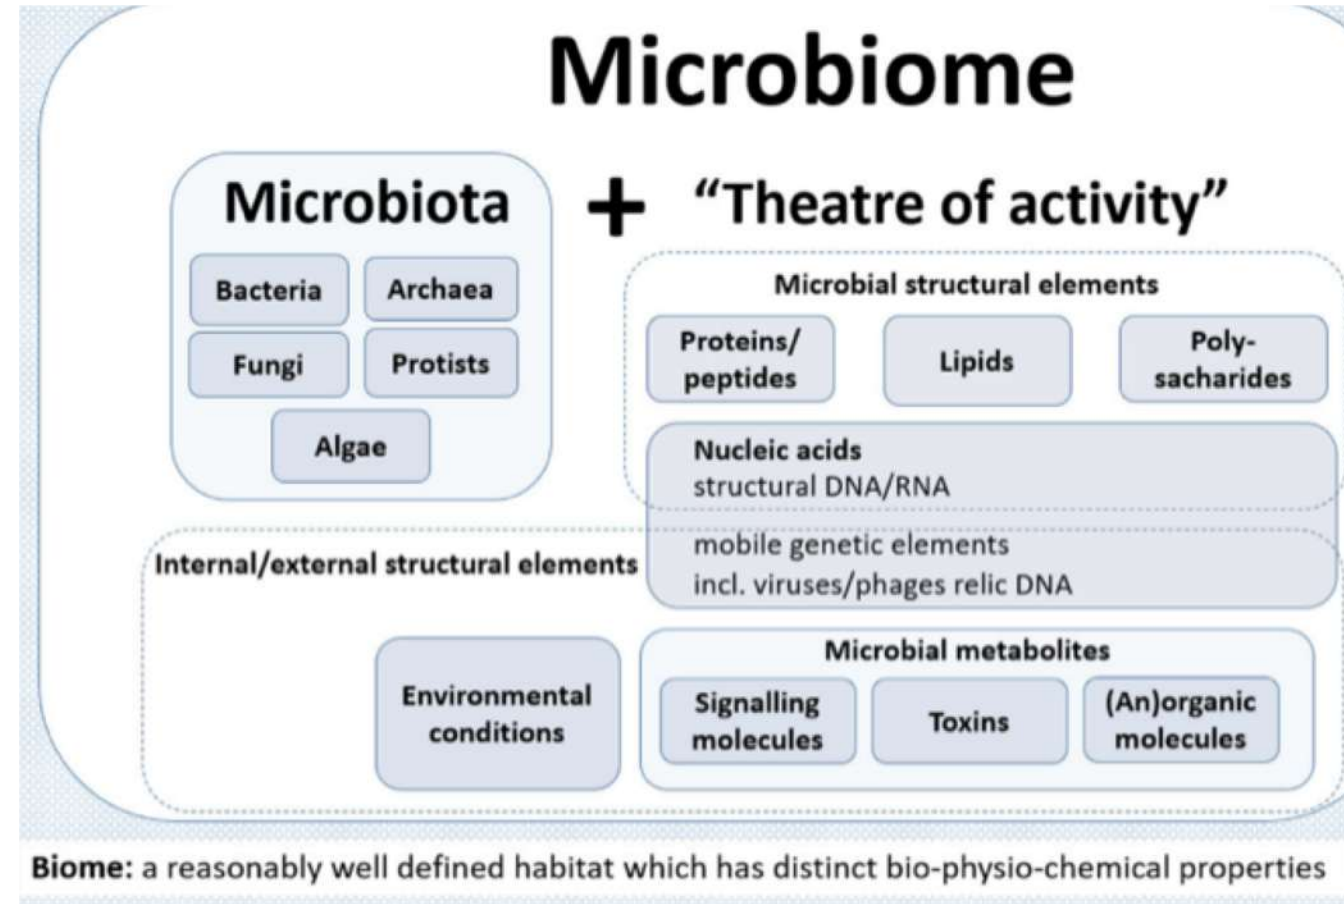 Microbiome
Microbiota + “Theatre of activity”
Bacteria
Archaea
Fungi
Protists
Algae
Microbial structural elements
Proteins/
peptides
Lipids
Poly-
sacharides
Nucleic acids
structural DNA/RNA
mobile genetic elements
incl. viruses/phages relic DNA
Internal/external structural elements
Environmental
conditions
Microbial metabolites
Signalling
molecules
Toxins
(An)organic
molecules
Biome: a reasonably well defined habitat which has distinct bio-physio-chemical properties